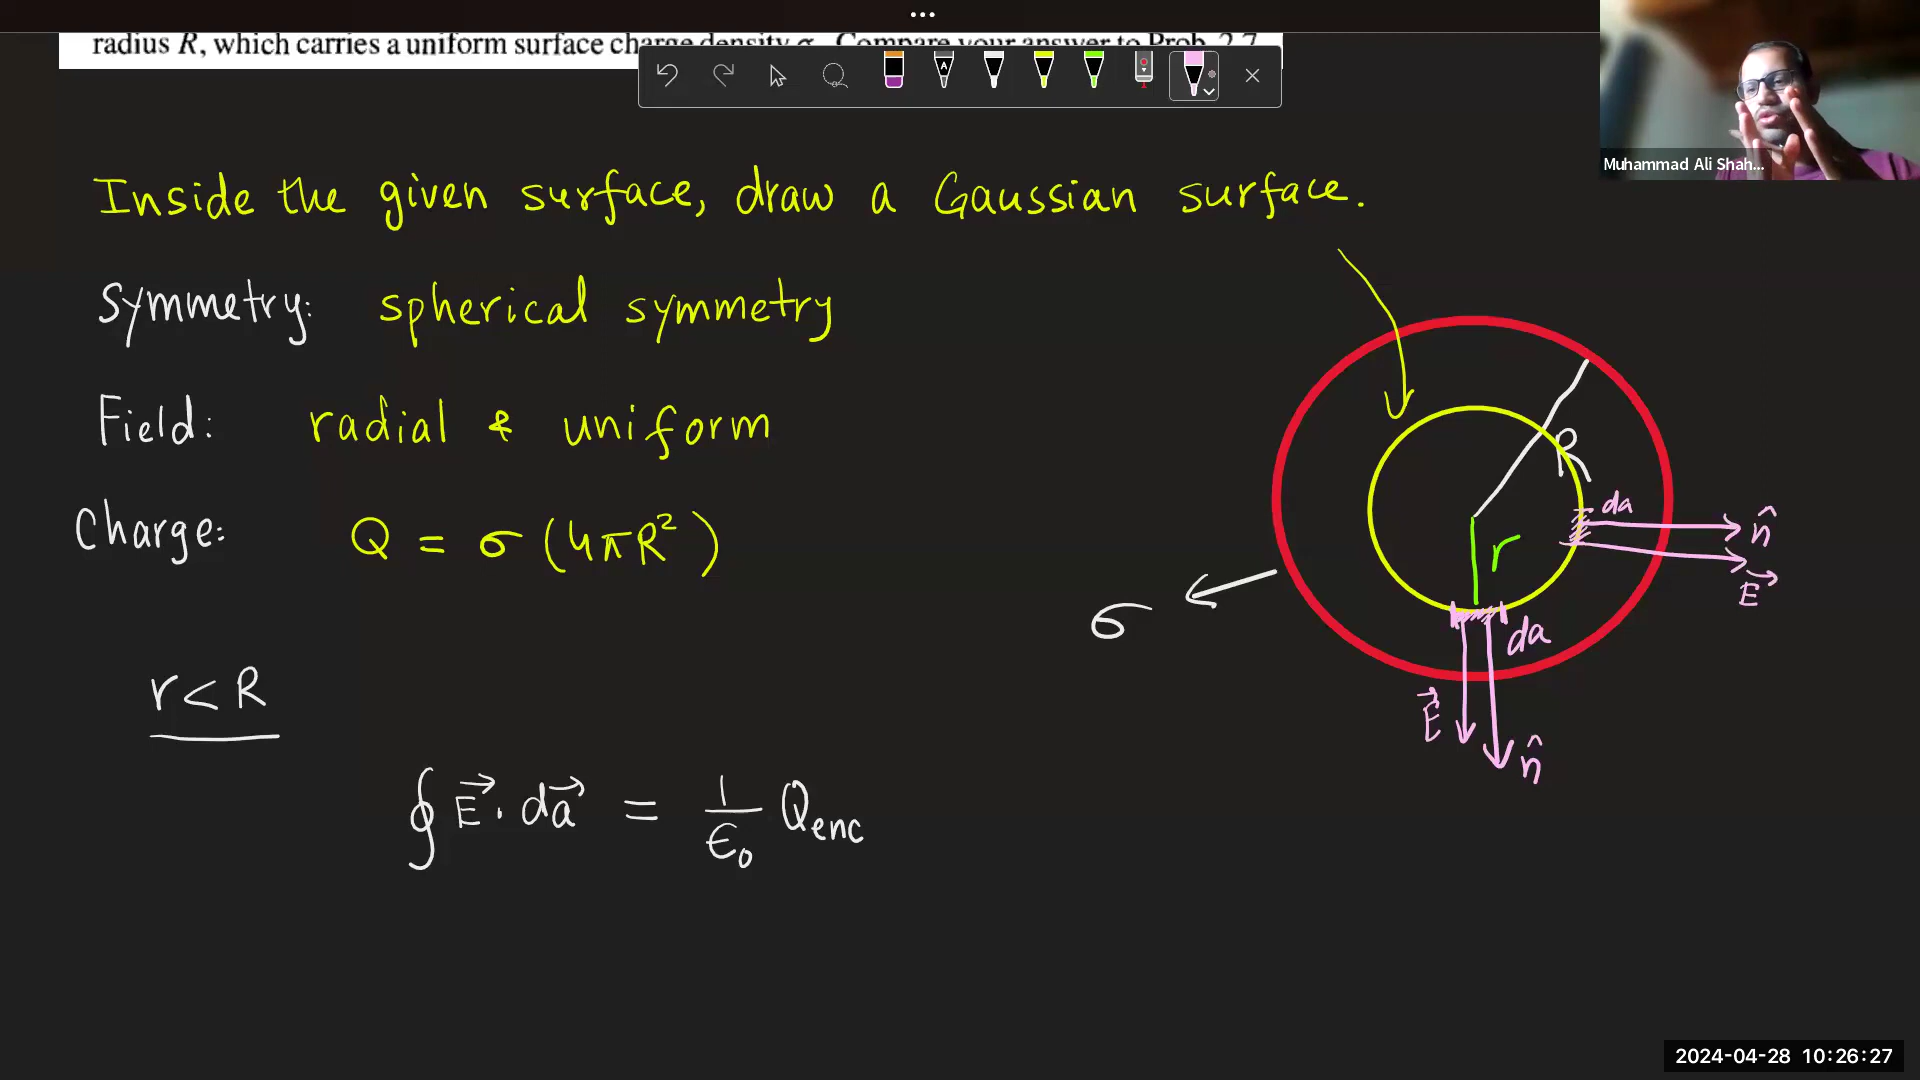 radius R, which carries a uniform surface charge density σ. Compare your answer to Prob. 2.7
Muhammad Ali Shah...
Inside the given surface, draw a Gaussian surface.
Symmetry: spherical symmetry
Field: radial & uniform
Charge: Q = σ (4πR²)
R
da
n̂
E⃗
r
da
σ
E⃗
n̂
r < R
∮ E⃗ · da⃗ = 1/ϵ₀ Qenc
2024-04-28 10:26:27